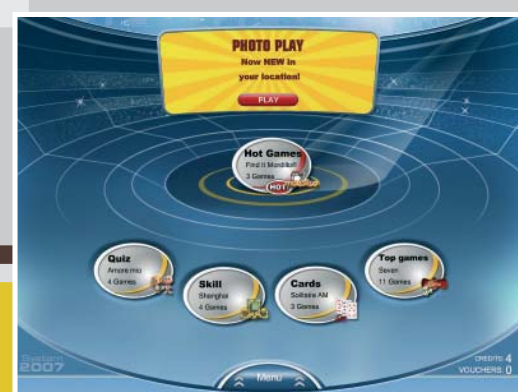 PHOTO PLAY
Now NEW in
your location!
PLAY
Hot Games
Find It Mordillo®
3 Games
HOT
Quiz
Amore mio
4 Games
Skill
Shanghai
4 Games
Cards
Solitaire AM
3 Games
Top games
Seven
11 Games
System
2007
Menu
CREDITS: 4
VOUCHERS: 0